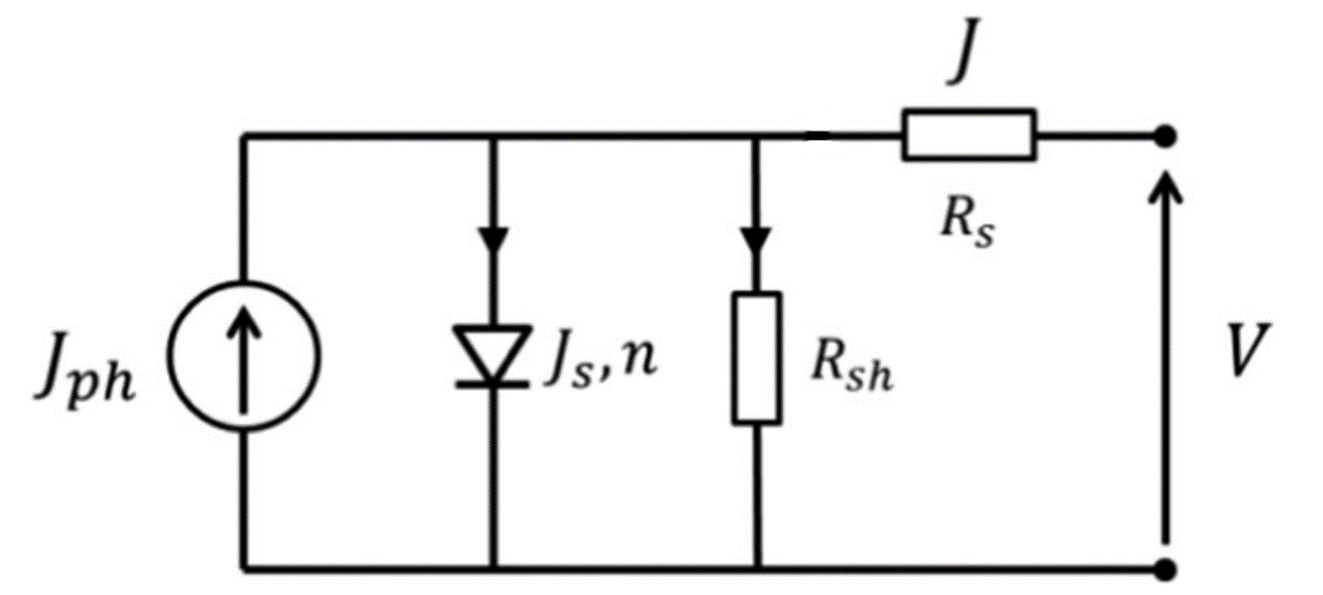 J
R_s
J_ph
J_s, n
R_sh
V